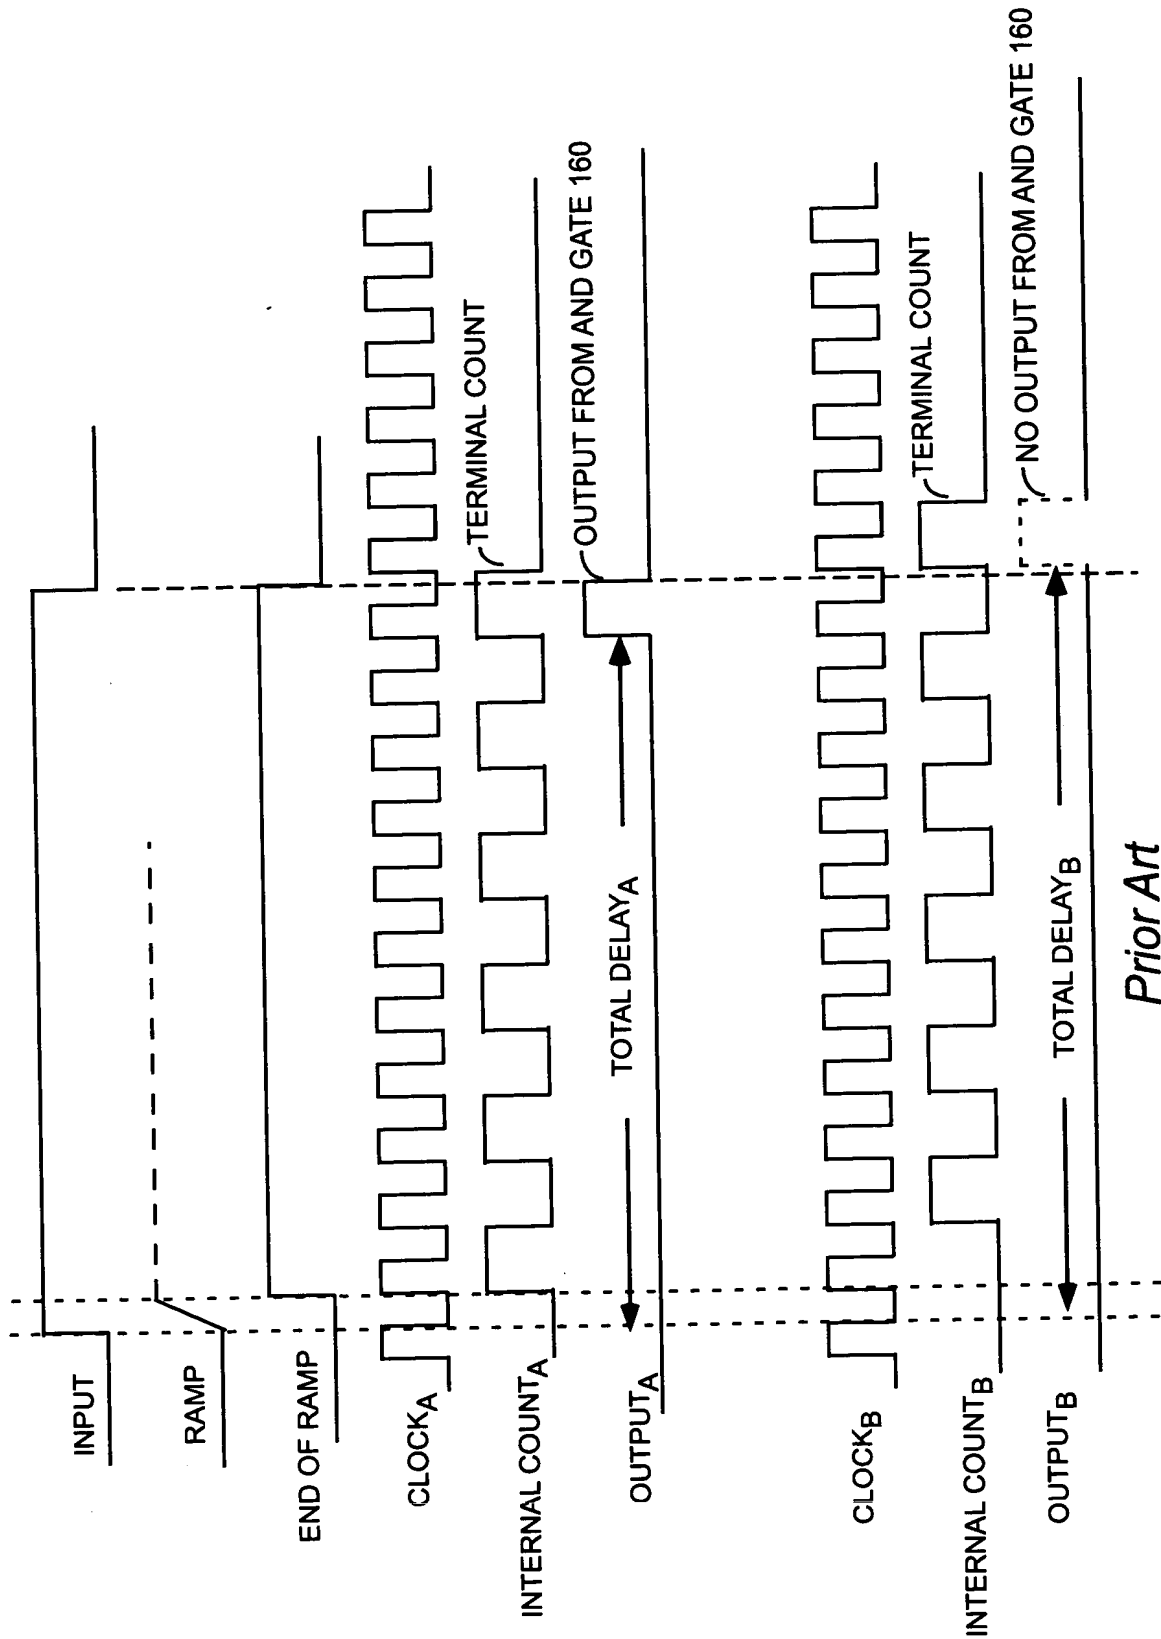 INPUT
RAMP
END OF RAMP
CLOCKA
INTERNAL COUNTA
TERMINAL COUNT
OUTPUTA
TOTAL DELAYA
OUTPUT FROM AND GATE 160
CLOCKB
INTERNAL COUNTB
TERMINAL COUNT
OUTPUTB
TOTAL DELAYB
NO OUTPUT FROM AND GATE 160
Prior Art